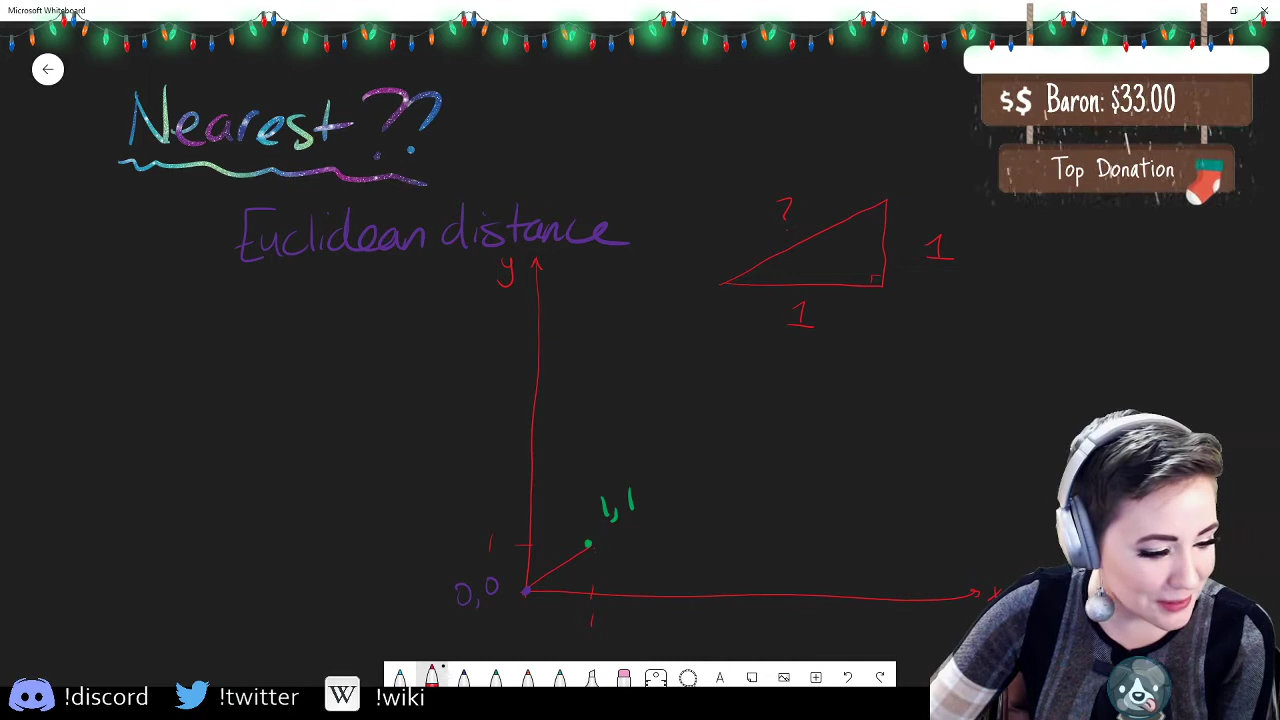 Microsoft Whiteboard
$$ Baron: $33.00
Top Donation
Nearest??
Euclidean distance
?
1
1
y
1,1
1
0,0
x
1
A
!discord
!twitter
W !wiki